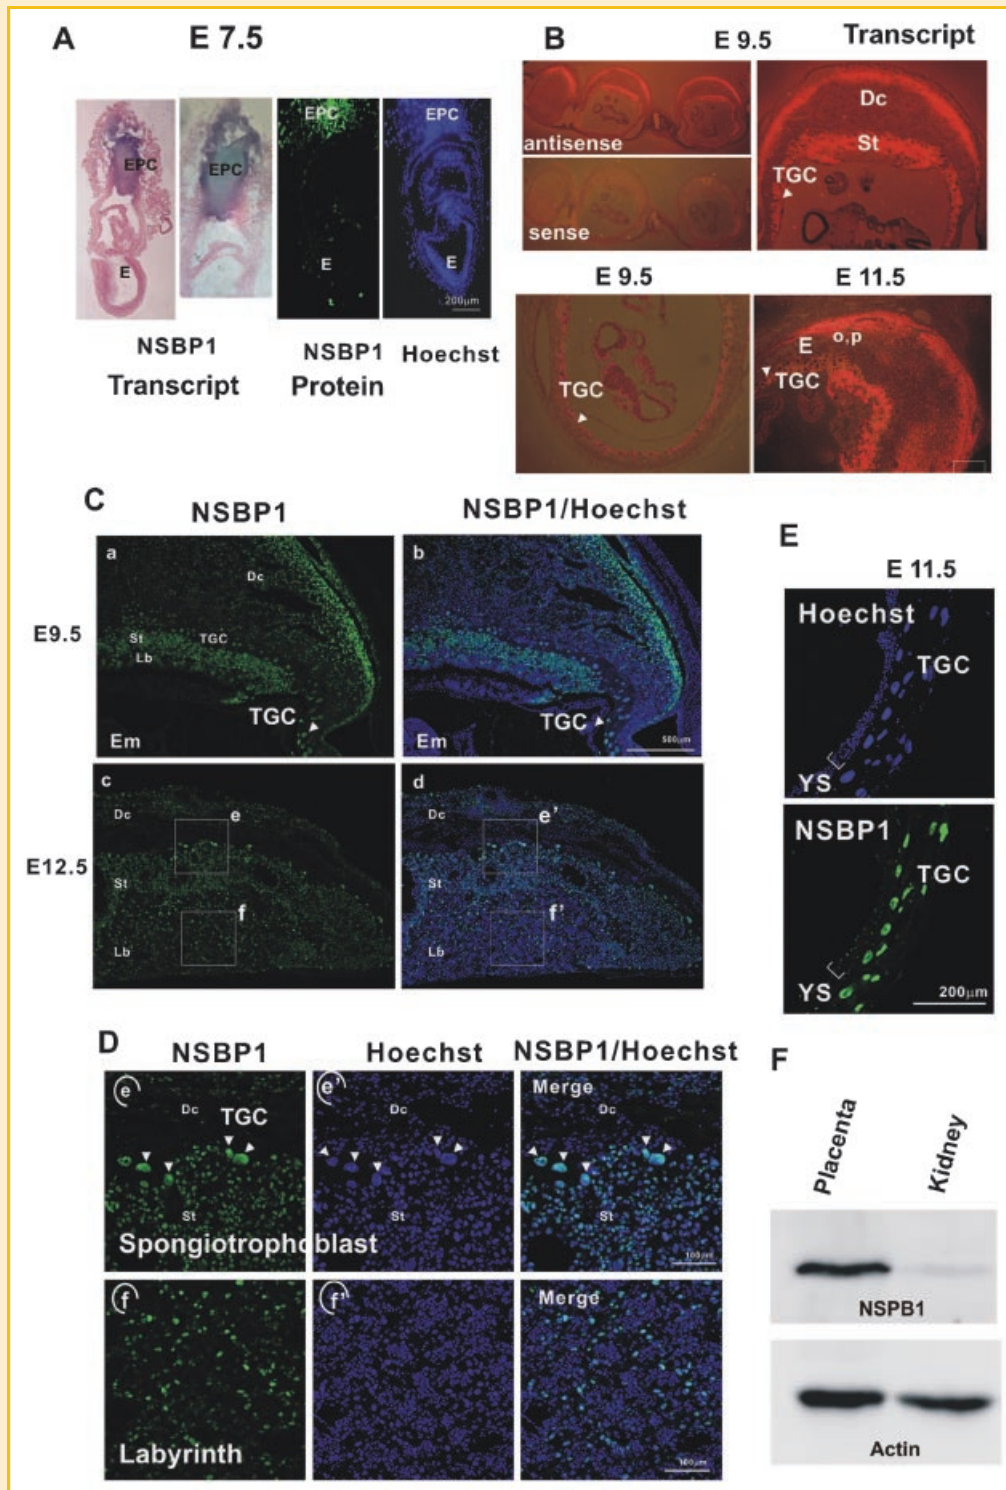 A
E 7.5
EPC
E
EPC
EPC
E
EPC
E
200µm
NSBP1
Transcript
NSBP1
Protein
Hoechst
B
E 9.5
Transcript
antisense
sense
Dc
St
TGC
E 9.5
E 11.5
TGC
E
o,p
TGC
C
NSBP1
NSBP1/Hoechst
E9.5
a
Dc
St
TGC
Lb
TGC
Em
b
TGC
Em
500µm
E12.5
c
Dc
e
St
f
Lb
d
Dc
e'
St
f'
Lb
D
NSBP1
Hoechst
NSBP1/Hoechst
e
Dc
TGC
St
Spongiotrophoblast
e'
Dc
St
Merge
Dc
St
100µm
f
Labyrinth
f'
Merge
100µm
E
E 11.5
Hoechst
TGC
YS
NSBP1
TGC
YS
200µm
F
Placenta
Kidney
NSPB1
Actin